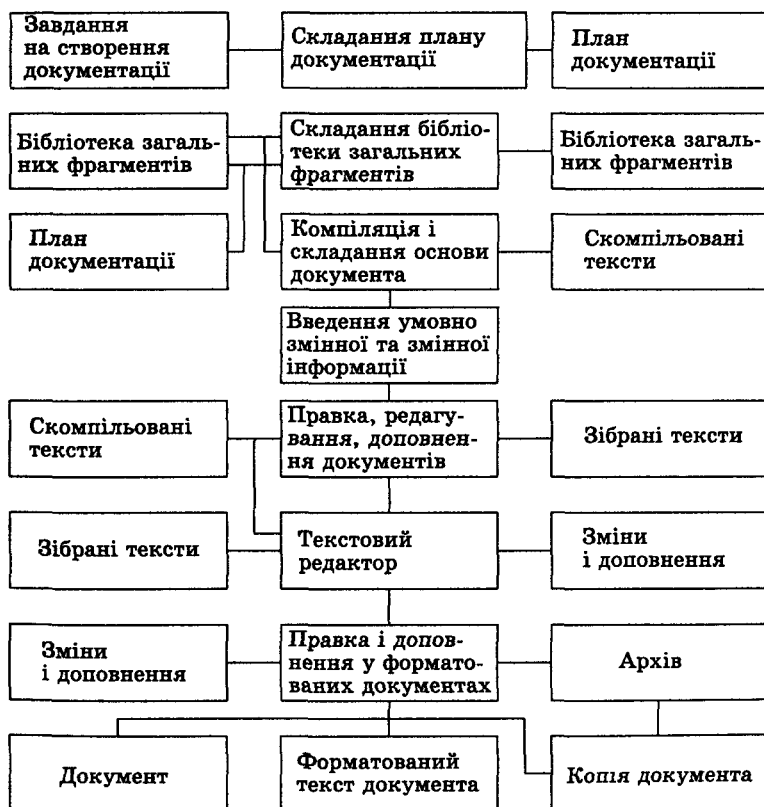 Завдання
на створення
документації
Складання плану
документації
План
документації
Бібліотека загаль-
них фрагментів
Складання бібліо-
теки загальних
фрагментів
Бібліотека загаль-
них фрагментів
План
документації
Компіляція і
складання основи
документа
Скомпільовані
тексти
Введення умовно
змінної та змінної
інформації
Скомпільовані
тексти
Правка, редагу-
вання, доповнен-
ня документів
Зібрані тексти
Зібрані тексти
Текстовий
редактор
Зміни
і доповнення
Зміни
і доповнення
Правка і допов-
нення у формато-
ваних документах
Архів
Документ
Форматований
текст документа
Копія документа